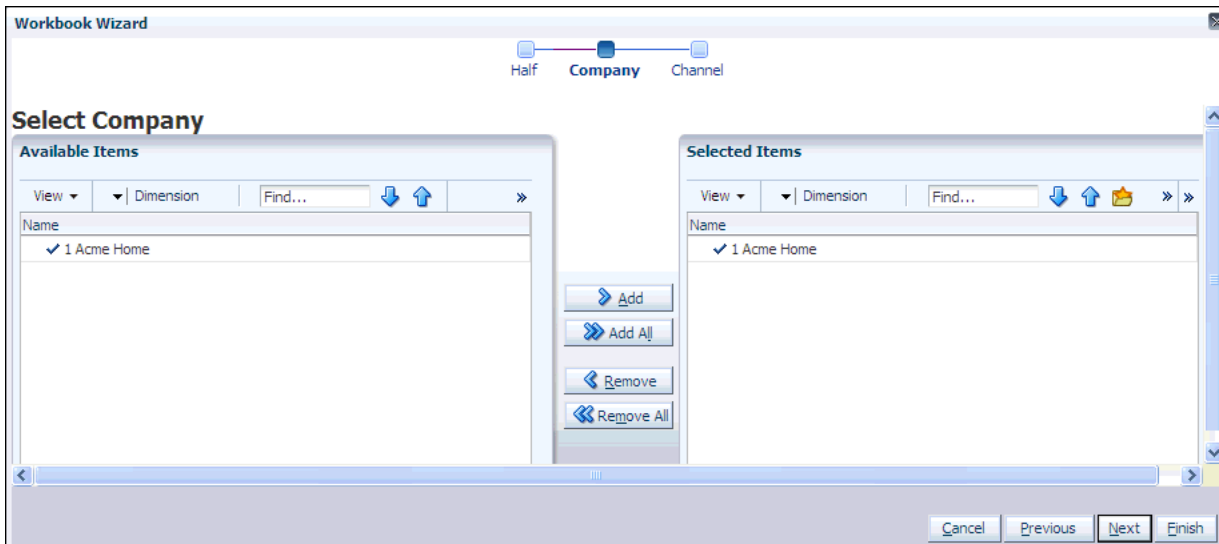 Workbook Wizard
Half Company Channel
Select Company
Available Items
View Dimension Find...
Name
1 Acme Home
Add
Add All
Remove
Remove All
Selected Items
View Dimension Find...
Name
1 Acme Home
Cancel Previous Next Finish